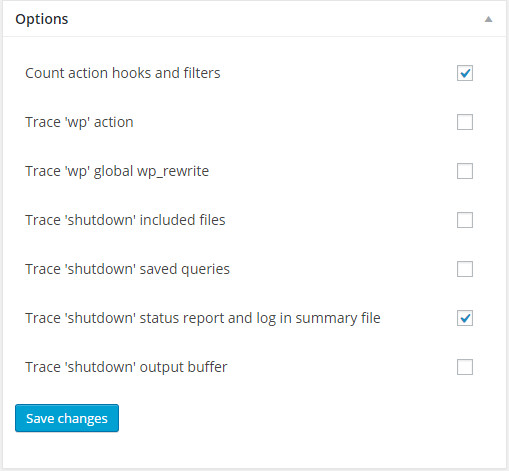 Options
Count action hooks and filters
Trace 'wp' action
Trace 'wp' global wp_rewrite
Trace 'shutdown' included files
Trace 'shutdown' saved queries
Trace 'shutdown' status report and log in summary file
Trace 'shutdown' output buffer
Save changes